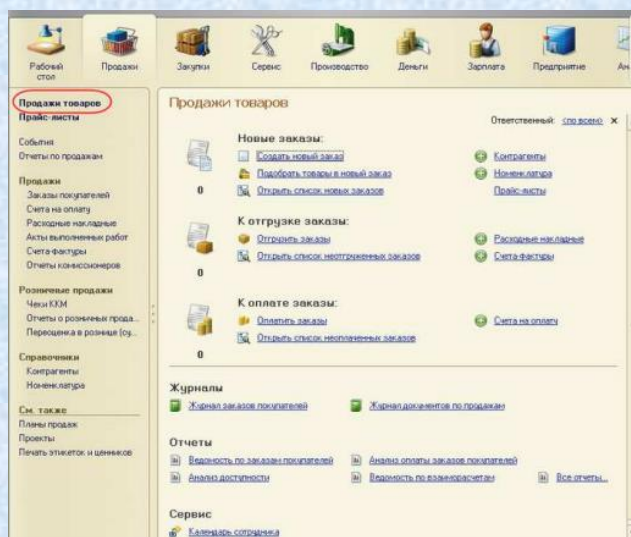 Рабочий стол
Продажи
Закупки
Сервис
Производство
Деньги
Зарплата
Предприятие
Ан
Продажи товаров
Прайс-листы
События
Отчеты по продажам
Продажи
Заказы покупателей
Счета на оплату
Расходные накладные
Акты выполненных работ
Счета-фактуры
Отчеты комиссионеров
Розничные продажи
Чеки ККМ
Отчеты о розничных прода...
Переоценка в рознице (су...
Справочники
Контрагенты
Номенклатура
См. также
Планы продаж
Проекты
Печать этикеток и ценников
Продажи товаров
Ответственный: <по всем>
Новые заказы:
0
Создать новый заказ
Подобрать товары в новый заказ
Открыть список новых заказов
Контрагенты
Номенклатура
Прайс-листы
К отгрузке заказы:
0
Отгрузить заказы
Открыть список неотгруженных заказов
Расходные накладные
Счета-фактуры
К оплате заказы:
0
Оплатить заказы
Открыть список неоплаченных заказов
Счета на оплату
Журналы
Журнал заказов покупателей
Журнал документов по продажам
Отчеты
Ведомость по заказам покупателей
Анализ оплаты заказов покупателей
Анализ доступности
Ведомость по взаиморасчетам
Все отчеты...
Сервис
Календарь сотрудника